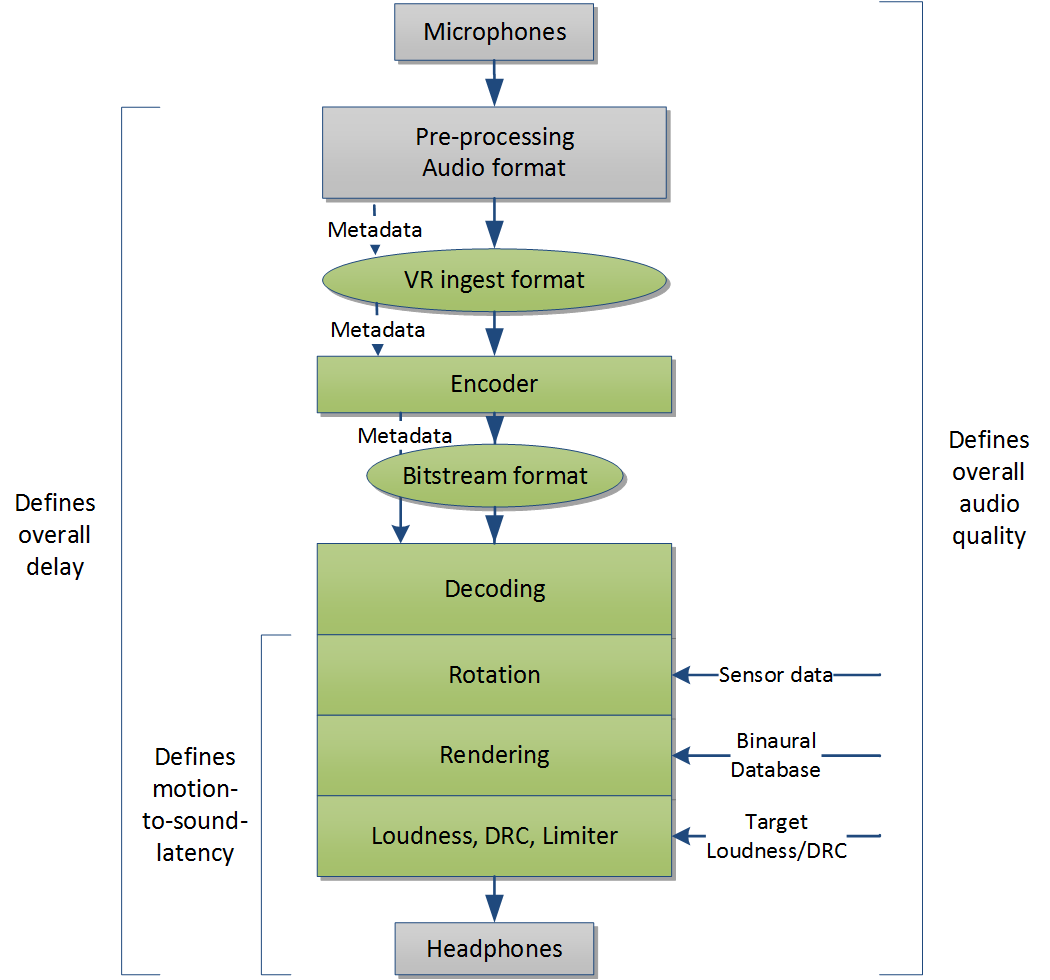 Microphones
Pre-processing
Audio format
Metadata
VR ingest format
Metadata
Encoder
Metadata
Bitstream format
Defines
overall
audio
quality
Defines
overall
delay
Decoding
Rotation
Sensor data
Rendering
Binaural
Database
Defines
motion-
to-sound-
latency
Loudness, DRC, Limiter
Target
Loudness/DRC
Headphones